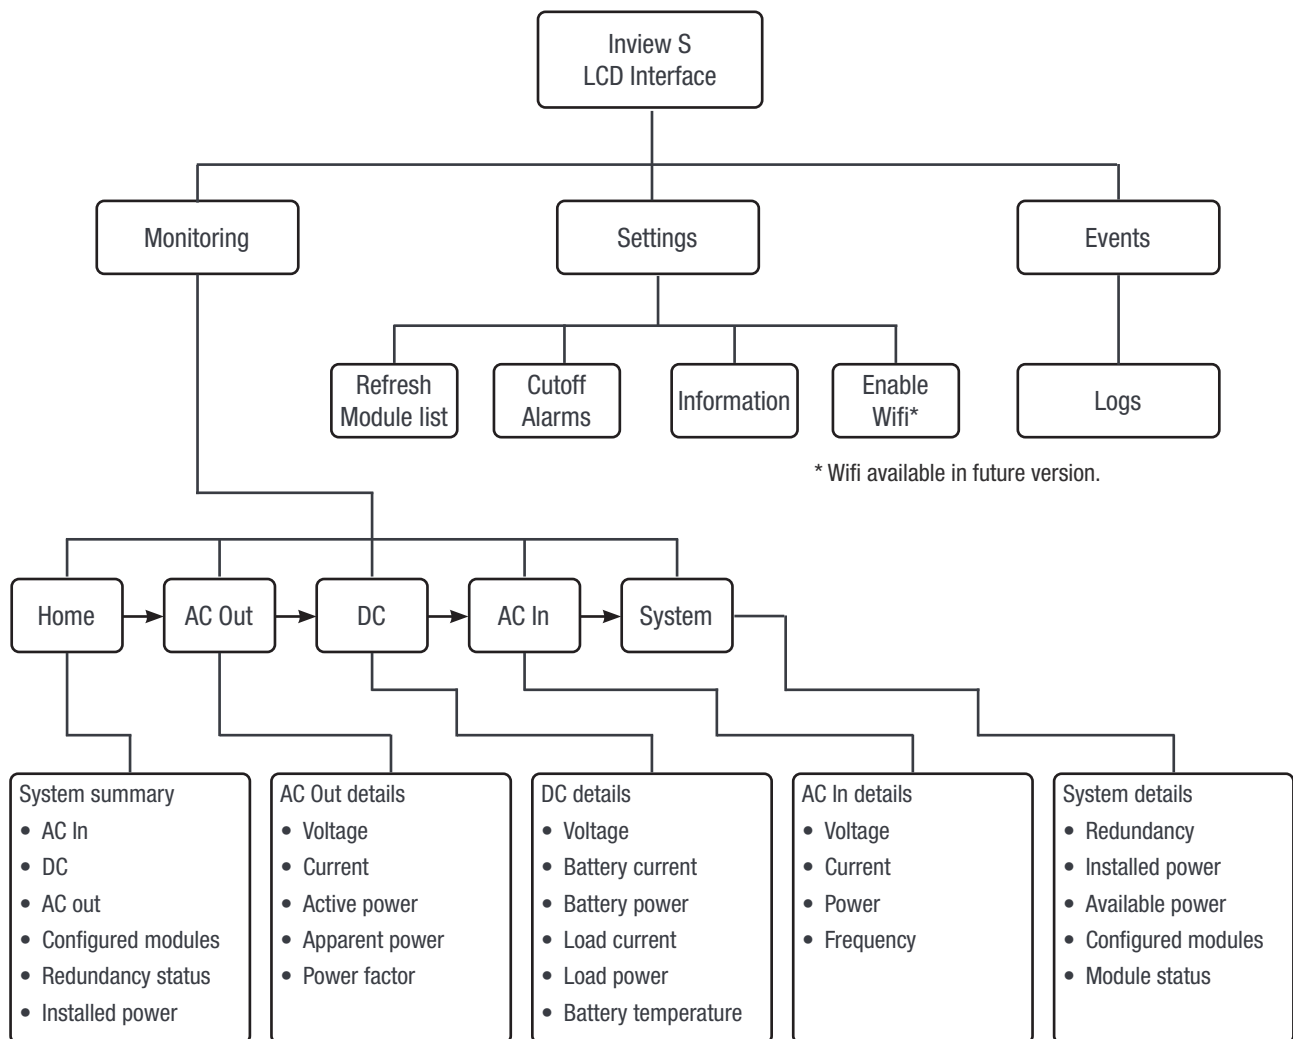 Inview S
LCD Interface
Monitoring
Settings
Events
Refresh
Module list
Cutoff
Alarms
Information
Enable
Wifi*
Logs
* Wifi available in future version.
Home
AC Out
DC
AC In
System
System summary
• AC In
• DC
• AC out
• Configured modules
• Redundancy status
• Installed power
AC Out details
• Voltage
• Current
• Active power
• Apparent power
• Power factor
DC details
• Voltage
• Battery current
• Battery power
• Load current
• Load power
• Battery temperature
AC In details
• Voltage
• Current
• Power
• Frequency
System details
• Redundancy
• Installed power
• Available power
• Configured modules
• Module status